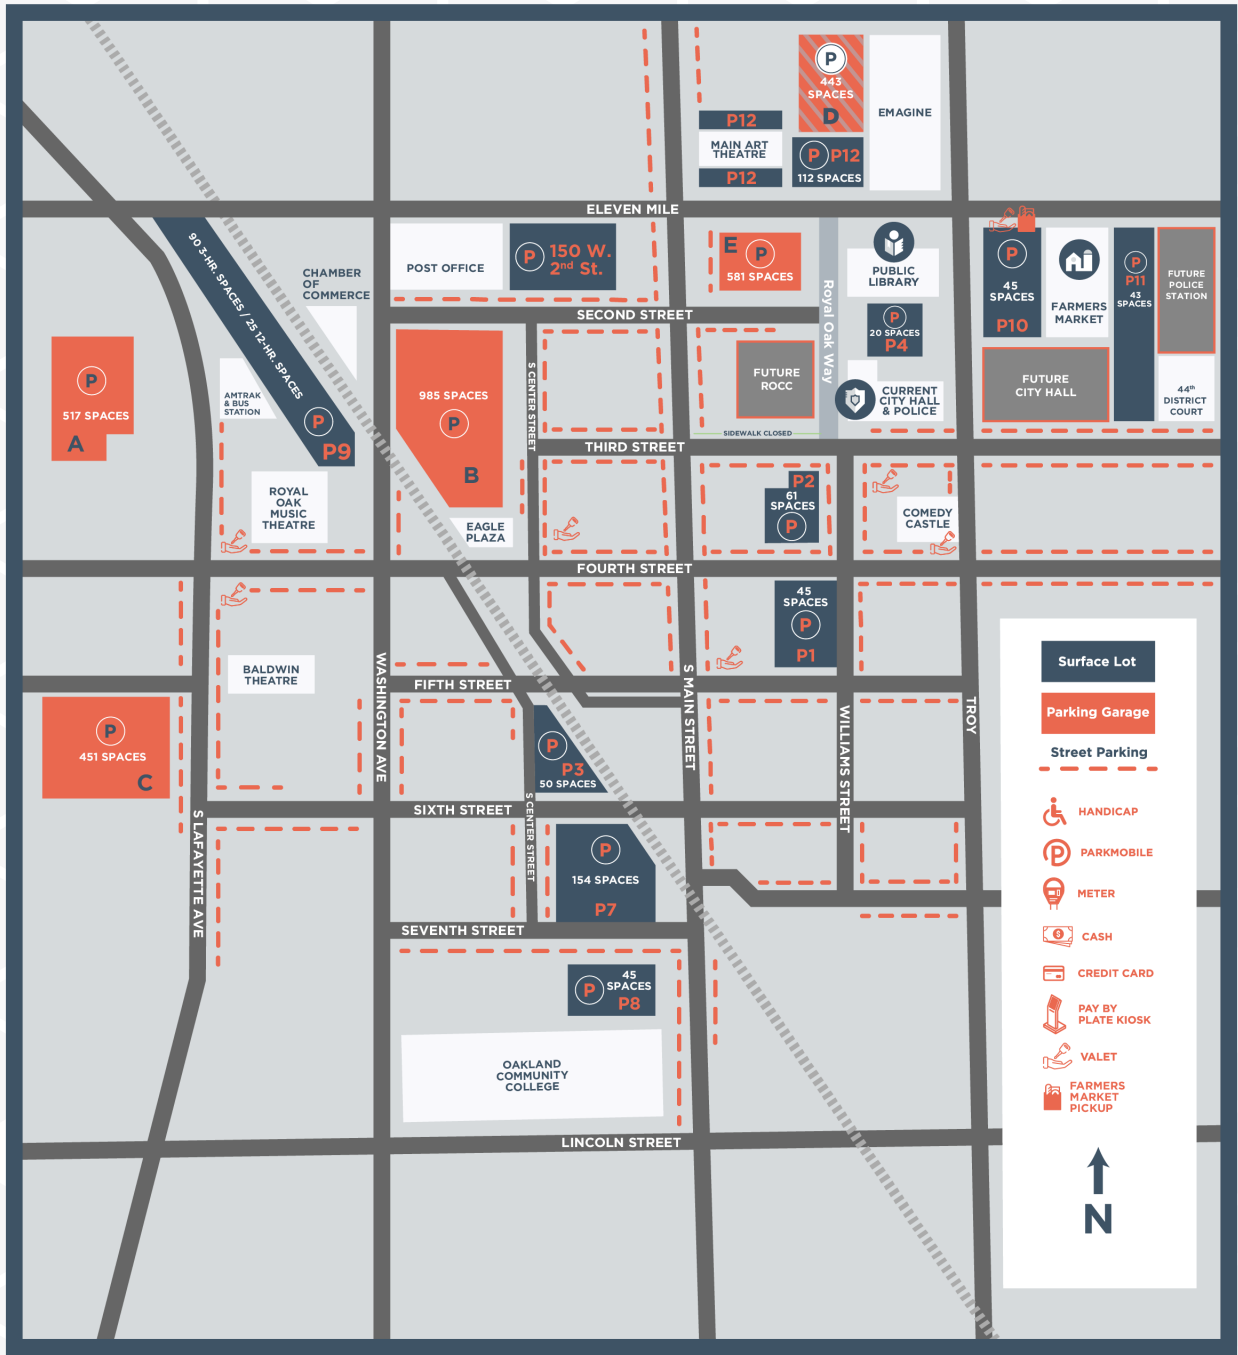 P
443
SPACES
D
EMAGINE
P12
MAIN ART
THEATRE
P12
P
P12
112 SPACES
ELEVEN MILE
90 3-HR. SPACES / 25 12-HR. SPACES
P
P9
CHAMBER
OF
COMMERCE
POST OFFICE
P
150 W.
2nd St.
E
P
581 SPACES
Royal Oak Way
PUBLIC
LIBRARY
P
20 SPACES
P4
P
45
SPACES
P10
FARMERS
MARKET
P
P11
43
SPACES
FUTURE
POLICE
STATION
SECOND STREET
P
517 SPACES
A
AMTRAK
& BUS
STATION
985 SPACES
P
B
S CENTER STREET
FUTURE
ROCC
CURRENT
CITY HALL
& POLICE
FUTURE
CITY HALL
44th
DISTRICT
COURT
SIDEWALK CLOSED
THIRD STREET
ROYAL
OAK
MUSIC
THEATRE
EAGLE
PLAZA
P2
61
SPACES
P
COMEDY
CASTLE
FOURTH STREET
45
SPACES
P
P1
BALDWIN
THEATRE
WASHINGTON AVE
FIFTH STREET
S MAIN STREET
WILLIAMS STREET
TROY
P
451 SPACES
C
P
P3
50 SPACES
SIXTH STREET
S CENTER STREET
S LAFAYETTE AVE
P
154 SPACES
P7
SEVENTH STREET
P
45
SPACES
P8
OAKLAND
COMMUNITY
COLLEGE
LINCOLN STREET
Surface Lot
Parking Garage
Street Parking
HANDICAP
P
PARKMOBILE
METER
$
CASH
CREDIT CARD
PAY BY
PLATE KIOSK
VALET
FARMERS
MARKET
PICKUP
N